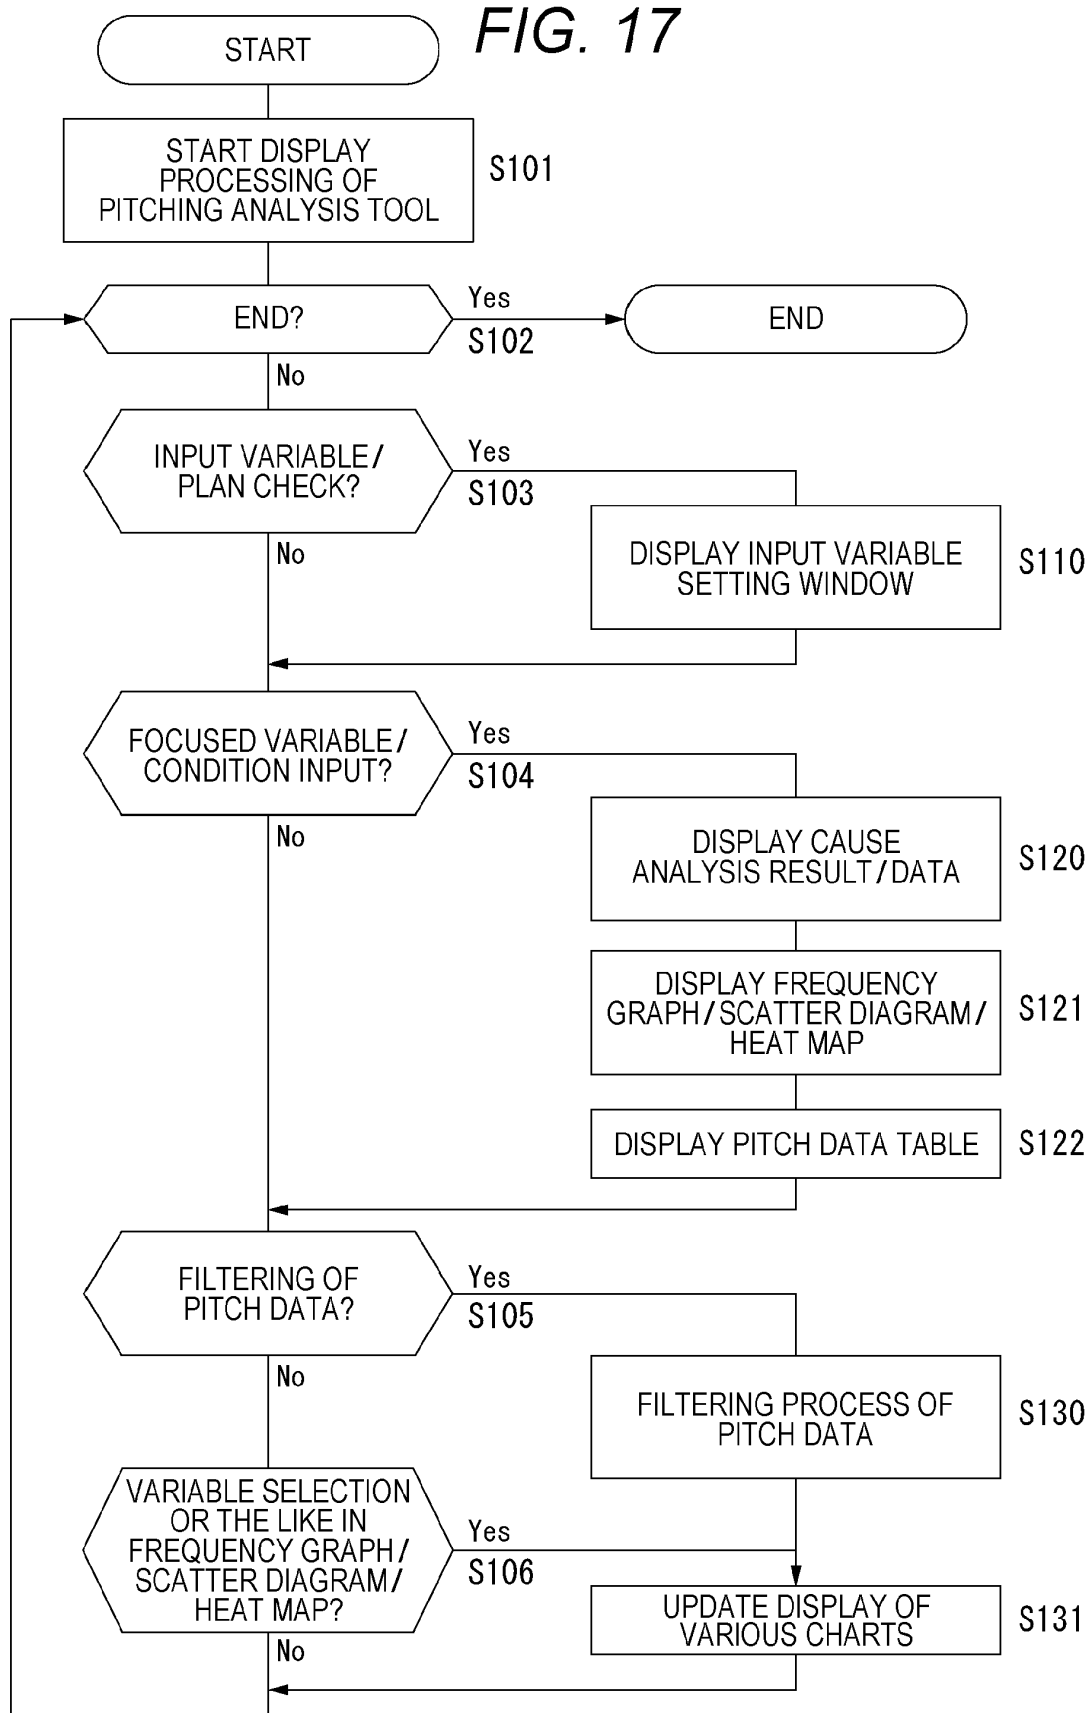 FIG. 17
START
START DISPLAY
PROCESSING OF
PITCHING ANALYSIS TOOL
S101
END?
Yes
S102
END
No
INPUT VARIABLE/
PLAN CHECK?
Yes
S103
No
DISPLAY INPUT VARIABLE
SETTING WINDOW
S110
FOCUSED VARIABLE/
CONDITION INPUT?
Yes
S104
No
DISPLAY CAUSE
ANALYSIS RESULT/DATA
S120
DISPLAY FREQUENCY
GRAPH/SCATTER DIAGRAM/
HEAT MAP
S121
DISPLAY PITCH DATA TABLE
S122
FILTERING OF
PITCH DATA?
Yes
S105
No
FILTERING PROCESS OF
PITCH DATA
S130
VARIABLE SELECTION
OR THE LIKE IN
FREQUENCY GRAPH/
SCATTER DIAGRAM/
HEAT MAP?
Yes
S106
No
UPDATE DISPLAY OF
VARIOUS CHARTS
S131